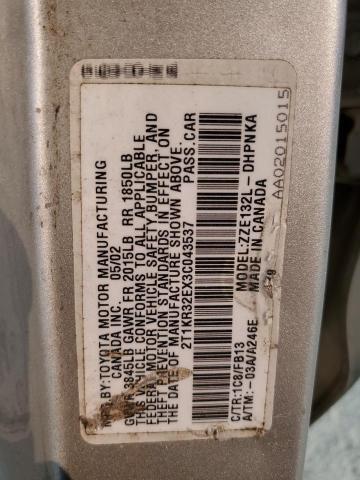 MFD. BY: TOYOTA MOTOR MANUFACTURING
CANADA INC. 05/02
GVWR 3845LB GAWR FR 2015LB RR 1850LB
THIS VEHICLE CONFORMS TO ALL APPLICABLE
FEDERAL MOTOR VEHICLE SAFETY, BUMPER, AND
THEFT PREVENTION STANDARDS IN EFFECT ON
THE DATE OF MANUFACTURE SHOWN ABOVE.
2T1KR32EX3C043537 PASS.CAR
C/TR:1C8/FB13 MODEL:ZZE132L-DHPNKA
A/TM:-03A/A246E MADE IN CANADA
AA02015015